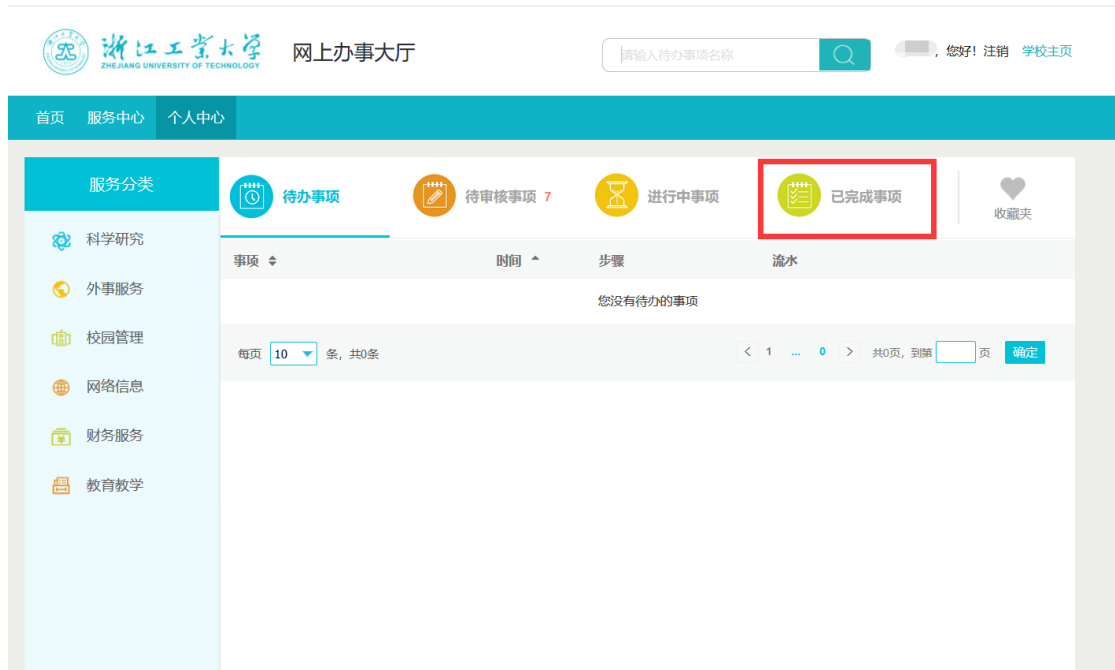 浙江工业大学
ZHEJIANG UNIVERSITY OF TECHNOLOGY
网上办事大厅
请输入待办事项名称
，您好！注销 学校主页
首页 服务中心 个人中心
服务分类
科学研究
外事服务
校园管理
网络信息
财务服务
教育教学
待办事项 待审核事项 7 进行中事项 已完成事项 收藏夹
事项 时间 步骤 流水
您没有待办的事项
每页 10 条，共0条 < 1 ... 0 > 共0页，到第 页 确定